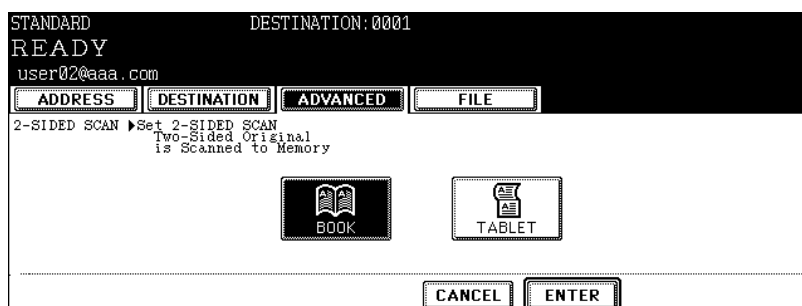 STANDARD DESTINATION:0001
READY
user02@aaa.com
ADDRESS DESTINATION ADVANCED FILE
2-SIDED SCAN ▶Set 2-SIDED SCAN
Two-Sided Original
is Scanned to Memory
BOOK TABLET
CANCEL ENTER